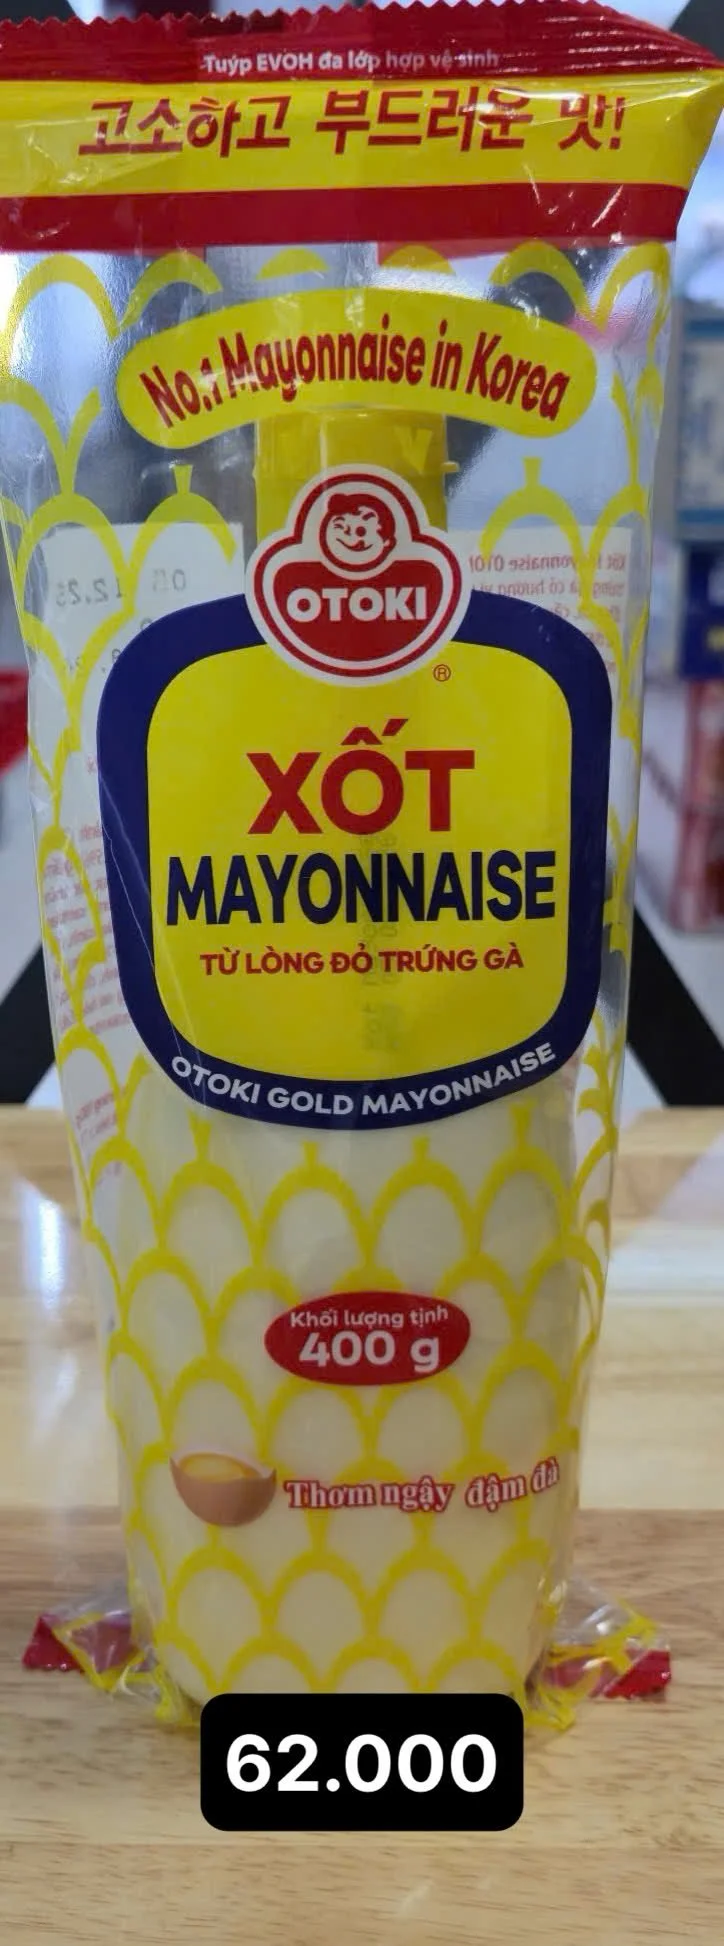 Tuýp EVOH đa lớp hợp vệ sinh
고소하고 부드러운 맛!
No.1 Mayonnaise in Korea
OTOKI
®
XỐT
MAYONNAISE
TỪ LÒNG ĐỎ TRỨNG GÀ
OTOKI GOLD MAYONNAISE
Khối lượng tịnh
400 g
Thơm ngậy đậm đà
62.000